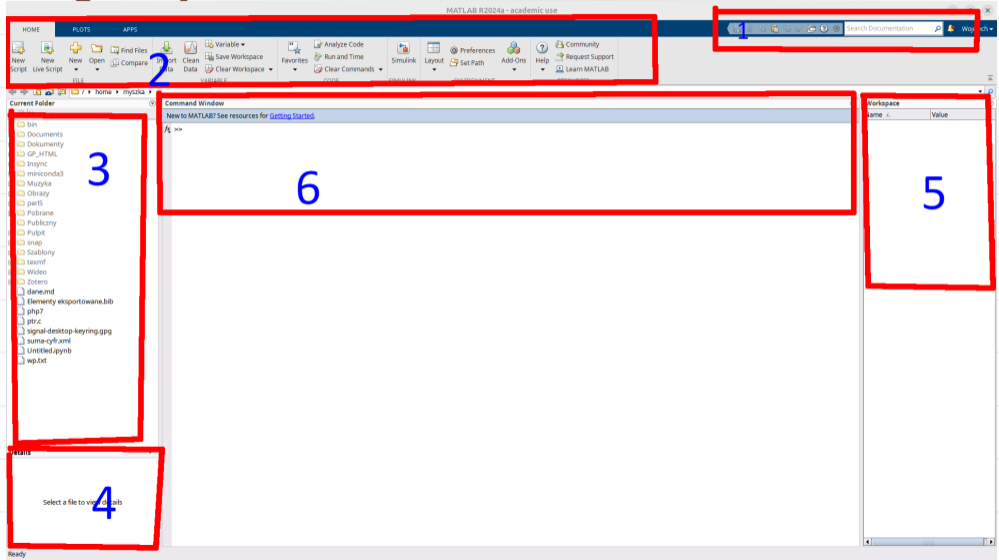 MATLAB R2024a - academic use
HOME PLOTS APPS
1
Search Documentation
New Script
New Live Script
New
Open
Find Files
Compare
FILE
2
Clean Data
Variable
Save Workspace
Clear Workspace
VARIABLE
Favorites
Analyze Code
Run and Time
Clear Commands
CODE
Simulink
SIMULINK
Layout
Preferences
Set Path
Add-Ons
ENVIRONMENT
Help
Community
Request Support
Learn MATLAB
/ home myszka
Current Folder
bin
Documents
Dokumenty
GP_HTML
Insync
miniconda3
Muzyka
Obrazy
perl5
Pobrane
Publiczny
Pulpit
snap
Szablony
texmf
Wideo
Zotero
dane.md
Elementy eksportowane.bib
php7
ptr.c
signal-desktop-keyring.gpg
suma-cyfr.xml
Untitled.ipynb
wp.txt
3
Details
Select a file to view details
4
Command Window
New to MATLAB? See resources for Getting Started.
fx >>
6
Workspace
Name Value
5
Ready